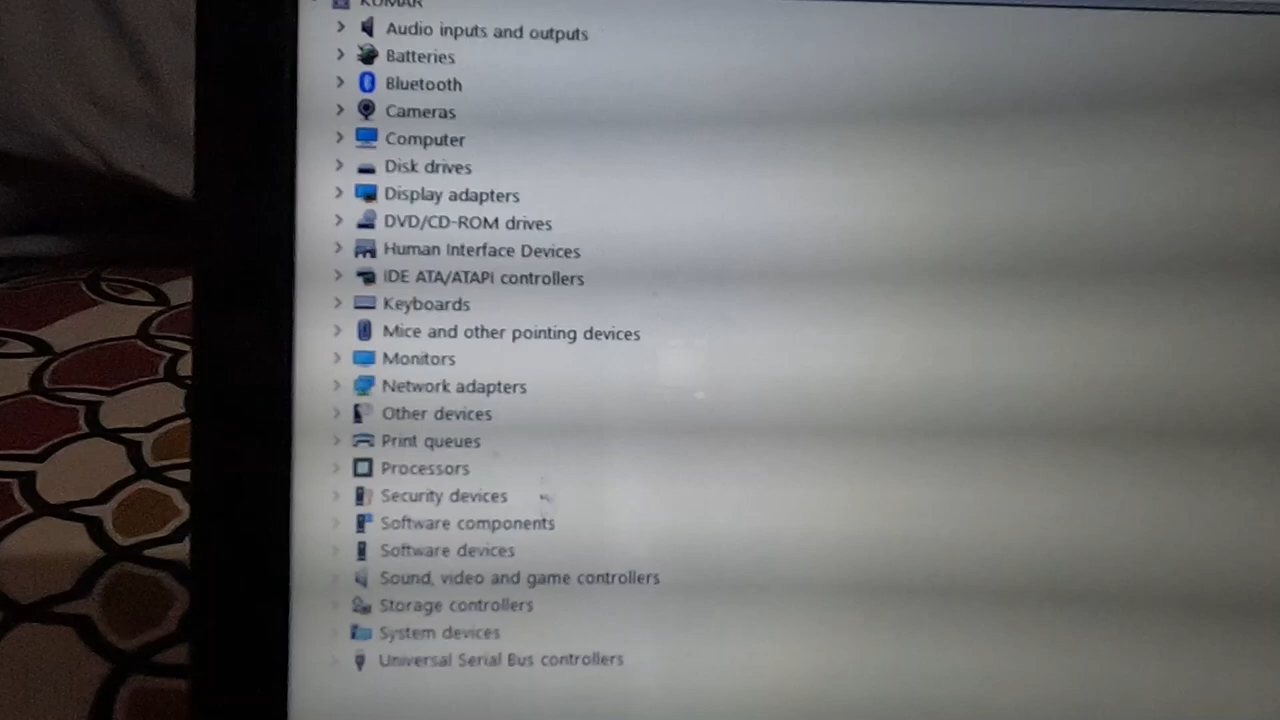 KUMAR
Audio inputs and outputs
Batteries
Bluetooth
Cameras
Computer
Disk drives
Display adapters
DVD/CD-ROM drives
Human Interface Devices
IDE ATA/ATAPI controllers
Keyboards
Mice and other pointing devices
Monitors
Network adapters
Other devices
Print queues
Processors
Security devices
Software components
Software devices
Sound, video and game controllers
Storage controllers
System devices
Universal Serial Bus controllers